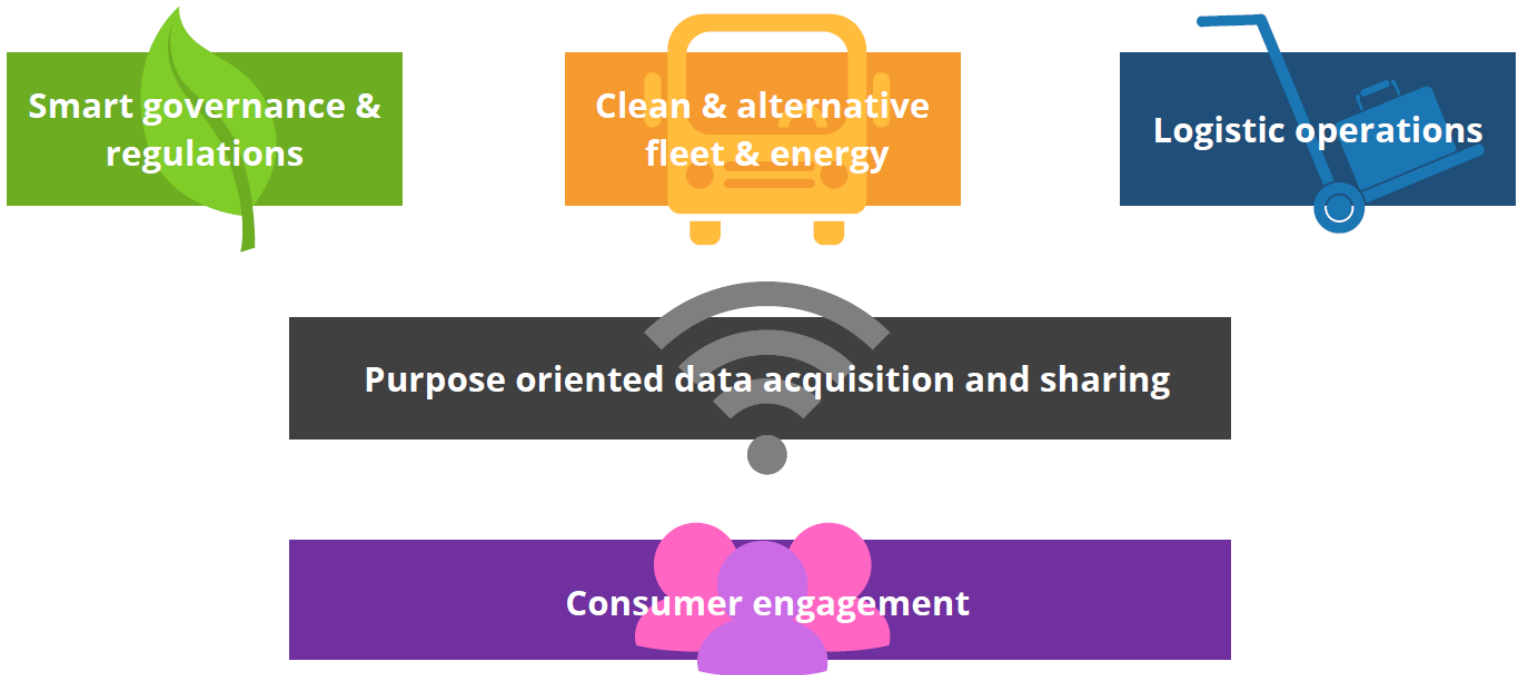 Smart governance &
regulations
Clean & alternative
fleet & energy
Logistic operations
Purpose oriented data acquisition and sharing
Consumer engagement